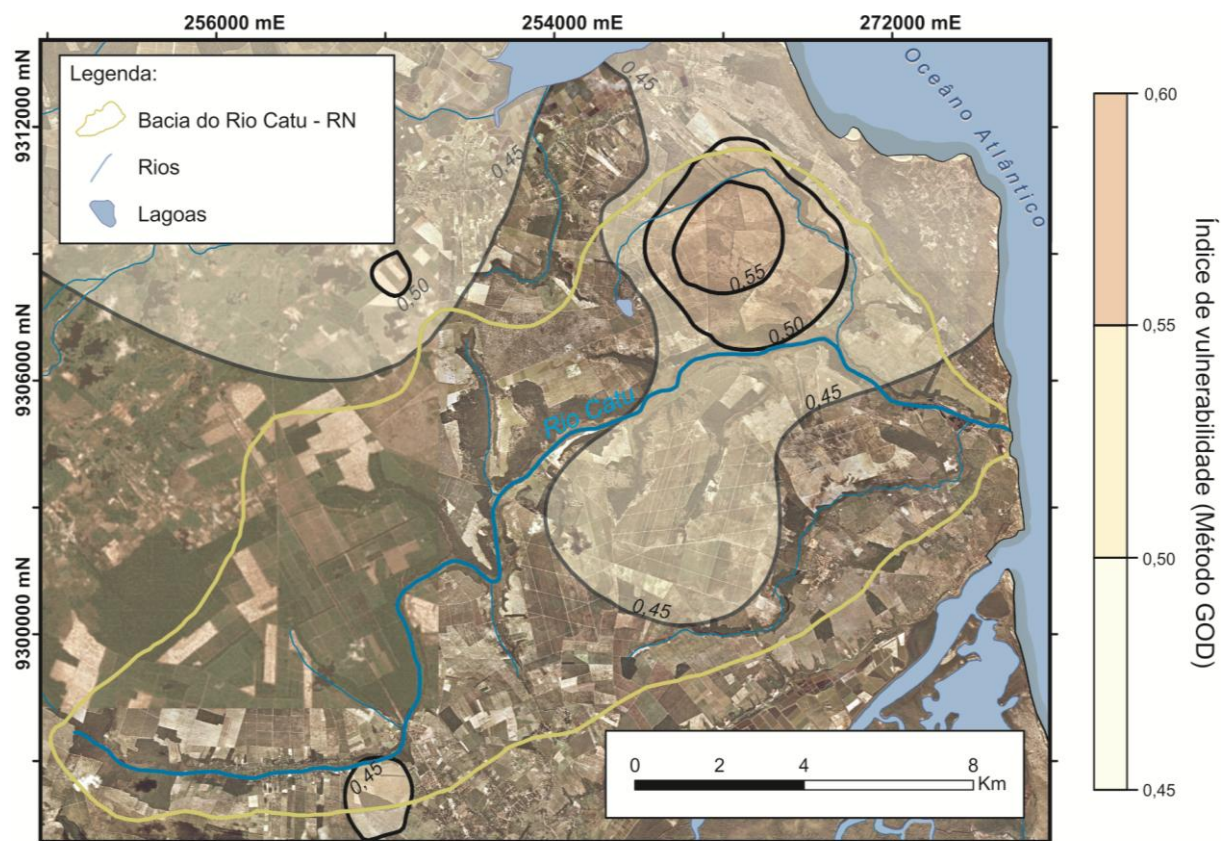 256000 mE
254000 mE
272000 mE
9312000 mN
9306000 mN
9300000 mN
Legenda:
Bacia do Rio Catu - RN
Rios
Lagoas
Oceâno Atlântico
0,45
0,45
0,50
0,55
0,50
0,45
Rio Catu
0,45
0,45
0
2
4
8
Km
0,60
0,55
0,50
0,45
Índice de vulnerabilidade (Método GOD)